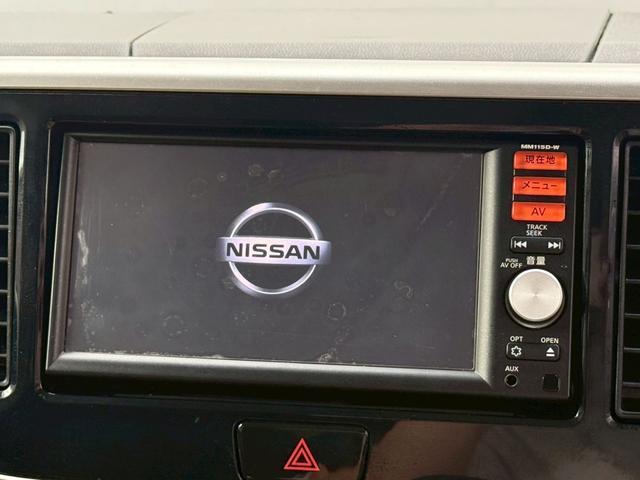 MM115D-W
現在地
メニュー
AV
TRACK
SEEK
PUSH
AV OFF
音量
OPT
OPEN
AUX
NISSAN